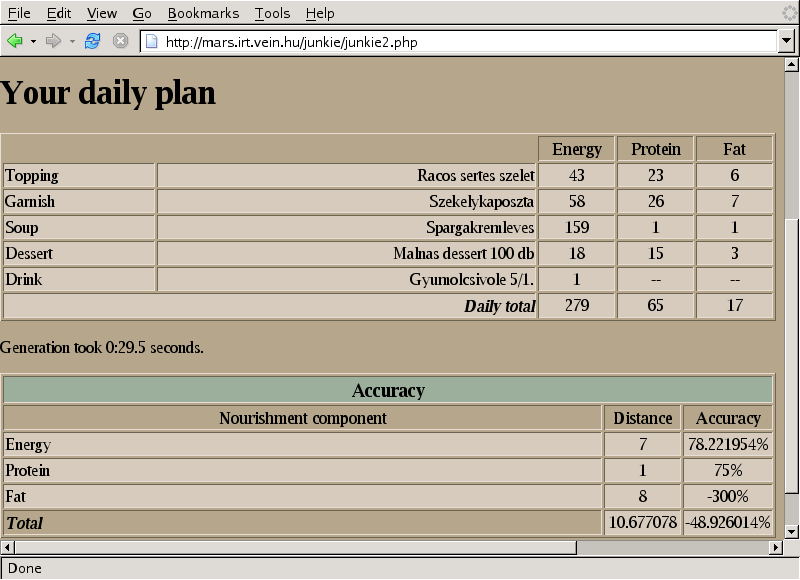 File Edit View Go Bookmarks Tools Help
http://mars.irt.vein.hu/junkie/junkie2.php
Your daily plan
Energy Protein Fat
Topping Racos sertes szelet 43 23 6
Garnish Szekelykaposzta 58 26 7
Soup Spargakremleves 159 1 1
Dessert Malnas dessert 100 db 18 15 3
Drink Gyumolcsivole 5/1. 1 -- --
Daily total 279 65 17
Generation took 0:29.5 seconds.
Accuracy
Nourishment component Distance Accuracy
Energy 7 78.221954%
Protein 1 75%
Fat 8 -300%
Total 10.677078 -48.926014%
Done